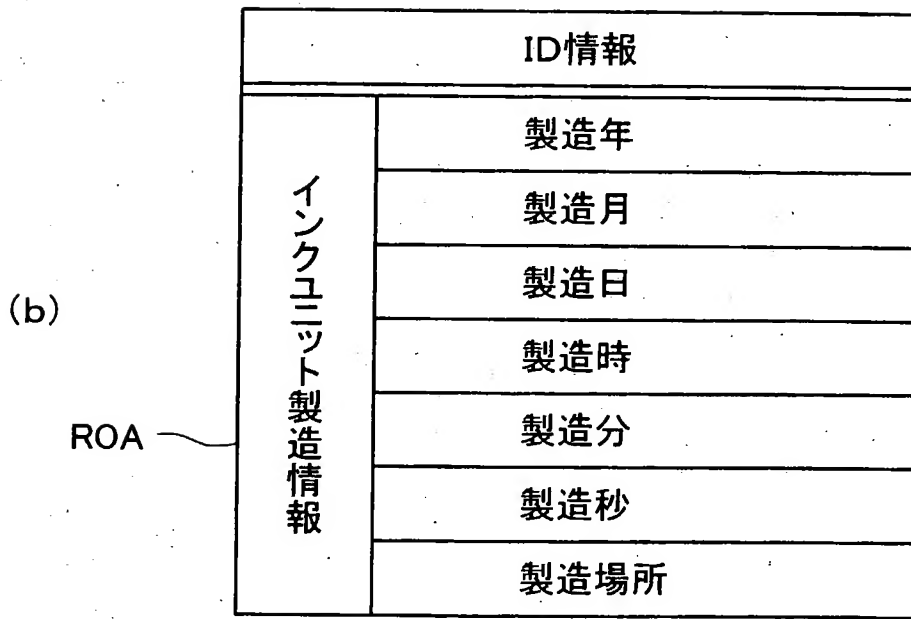 ID情報
(b)
ROA
インクユニット製造情報
製造年
製造月
製造日
製造時
製造分
製造秒
製造場所